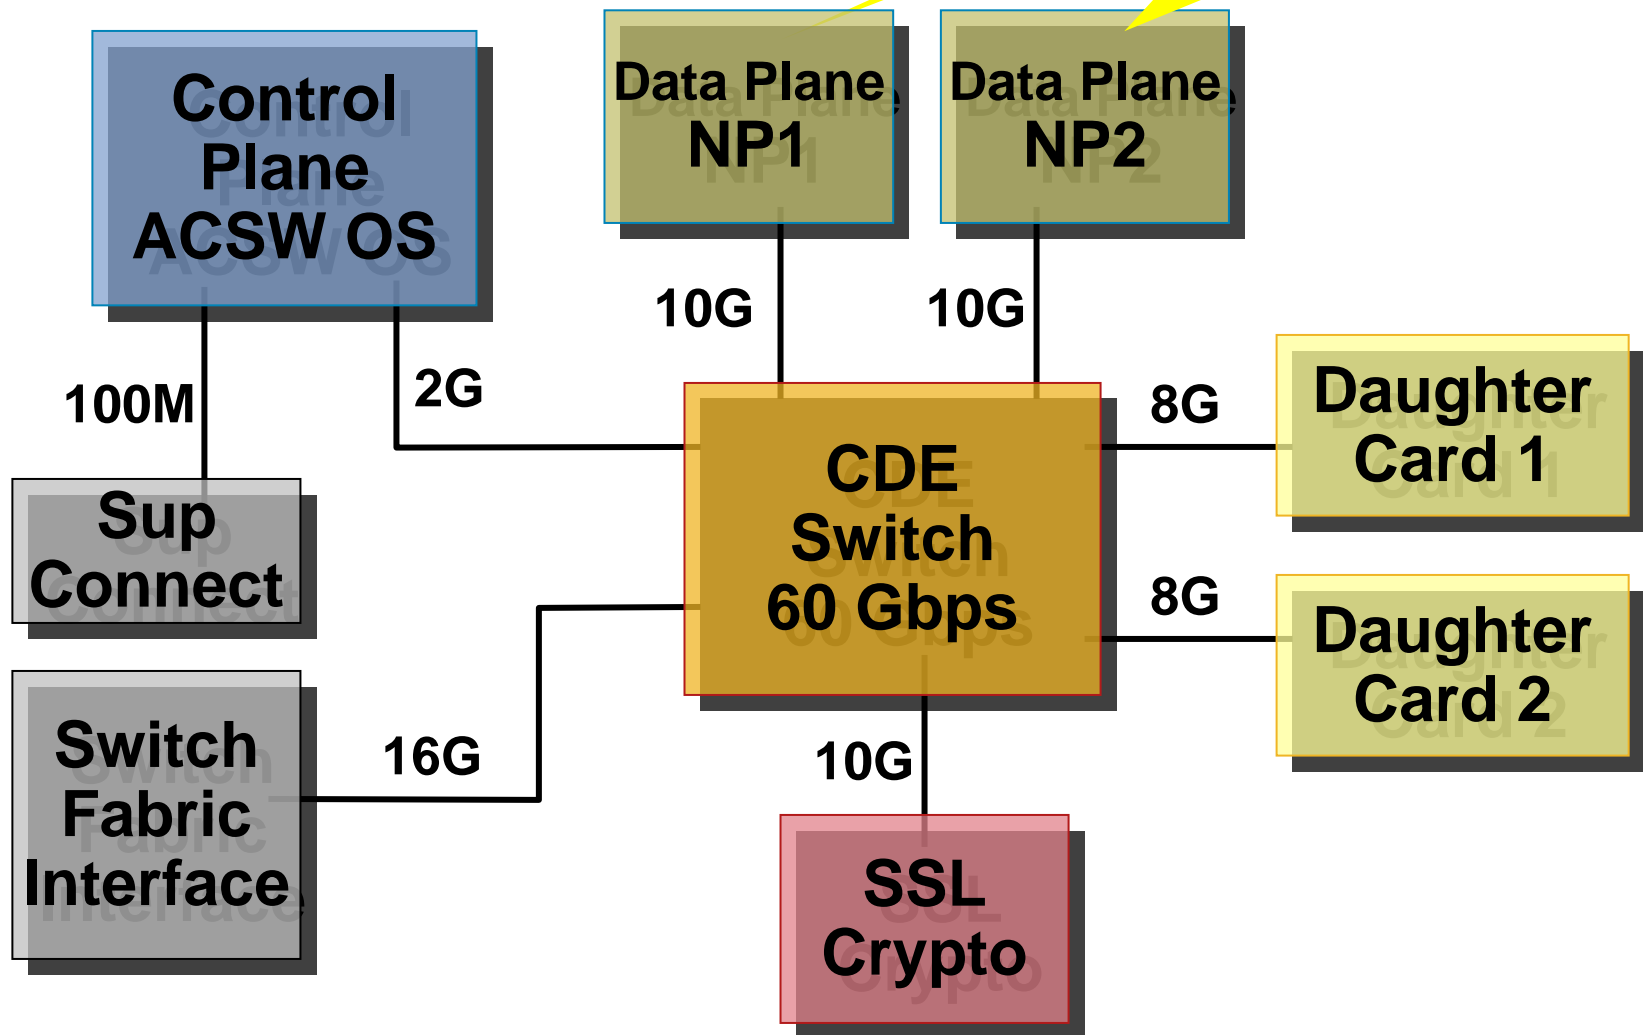 Control
Plane
ACSW OS
Data Plane
NP1
Data Plane
NP2
10G
10G
100M
2G
8G
Daughter
Card 1
CDE
Switch
60 Gbps
Sup
Connect
8G
Daughter
Card 2
Switch
Fabric
Interface
16G
10G
SSL
Crypto